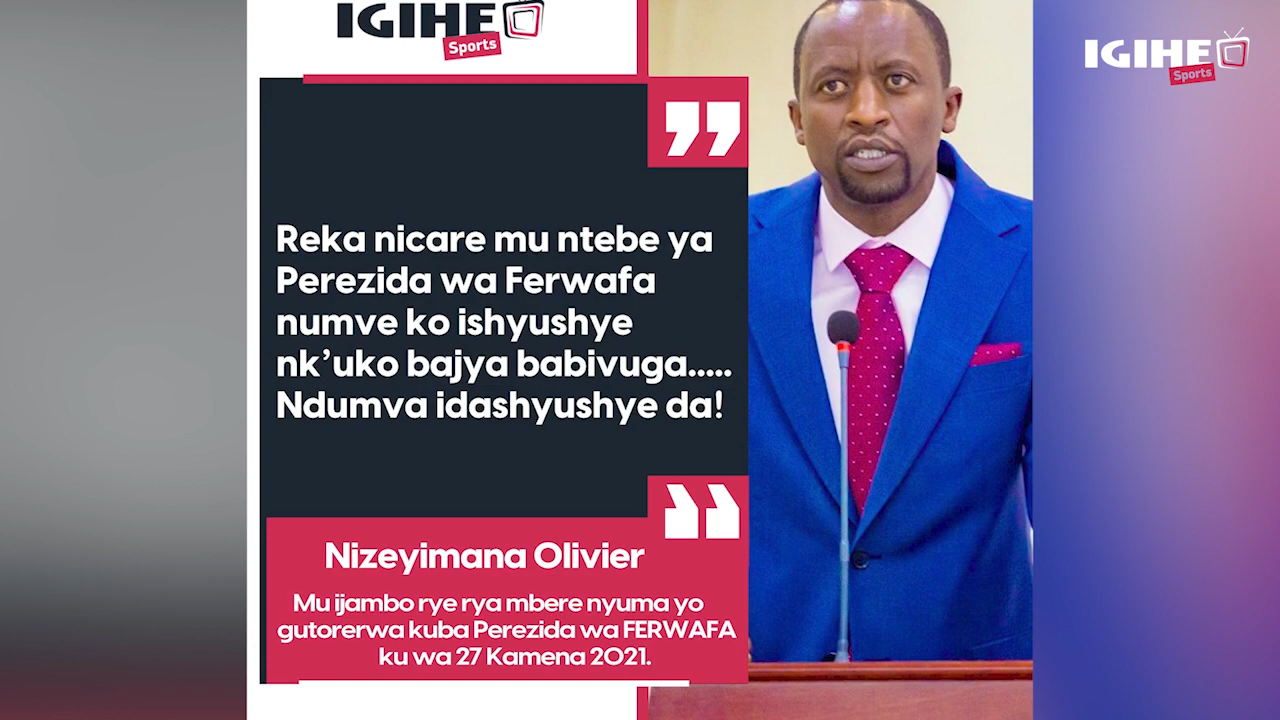 IGIHE
Sports
IGIHE
Sports
Reka nicare mu ntebe ya
Perezida wa Ferwafa
numve ko ishyushye
nk’uko bajya babivuga.....
Ndumva idashyushye da!
Nizeyimana Olivier
Mu ijambo rye rya mbere nyuma yo
gutorerwa kuba Perezida wa FERWAFA
ku wa 27 Kamena 2021.